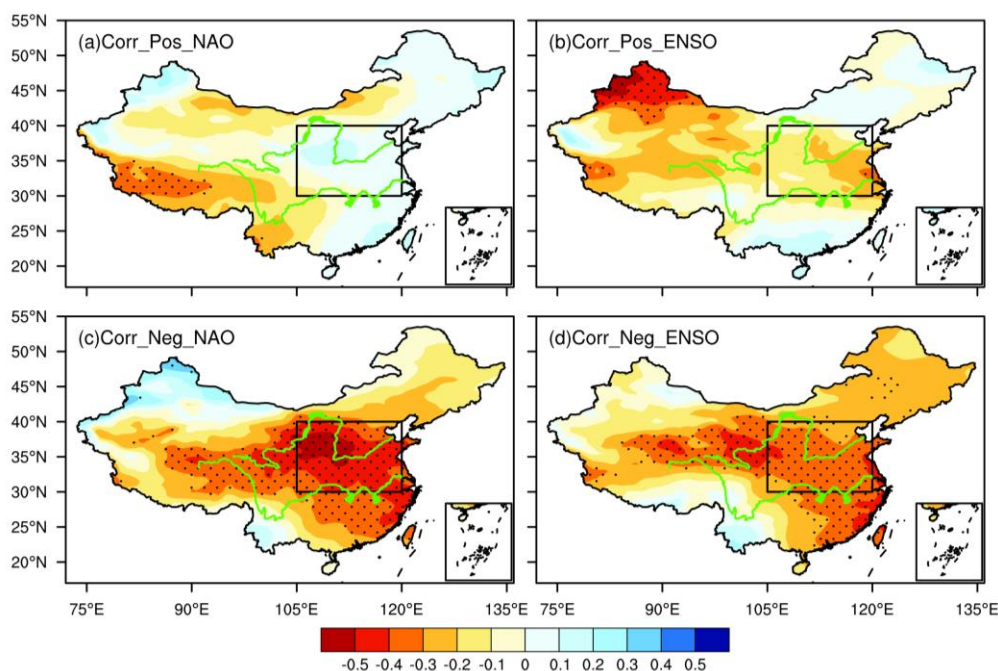 (a)Corr_Pos_NAO
(b)Corr_Pos_ENSO
55°N
50°N
45°N
40°N
35°N
30°N
25°N
20°N
(c)Corr_Neg_NAO
(d)Corr_Neg_ENSO
55°N
50°N
45°N
40°N
35°N
30°N
25°N
20°N
75°E 90°E 105°E 120°E 135°E 75°E 90°E 105°E 120°E 135°E
-0.5 -0.4 -0.3 -0.2 -0.1 0 0.1 0.2 0.3 0.4 0.5